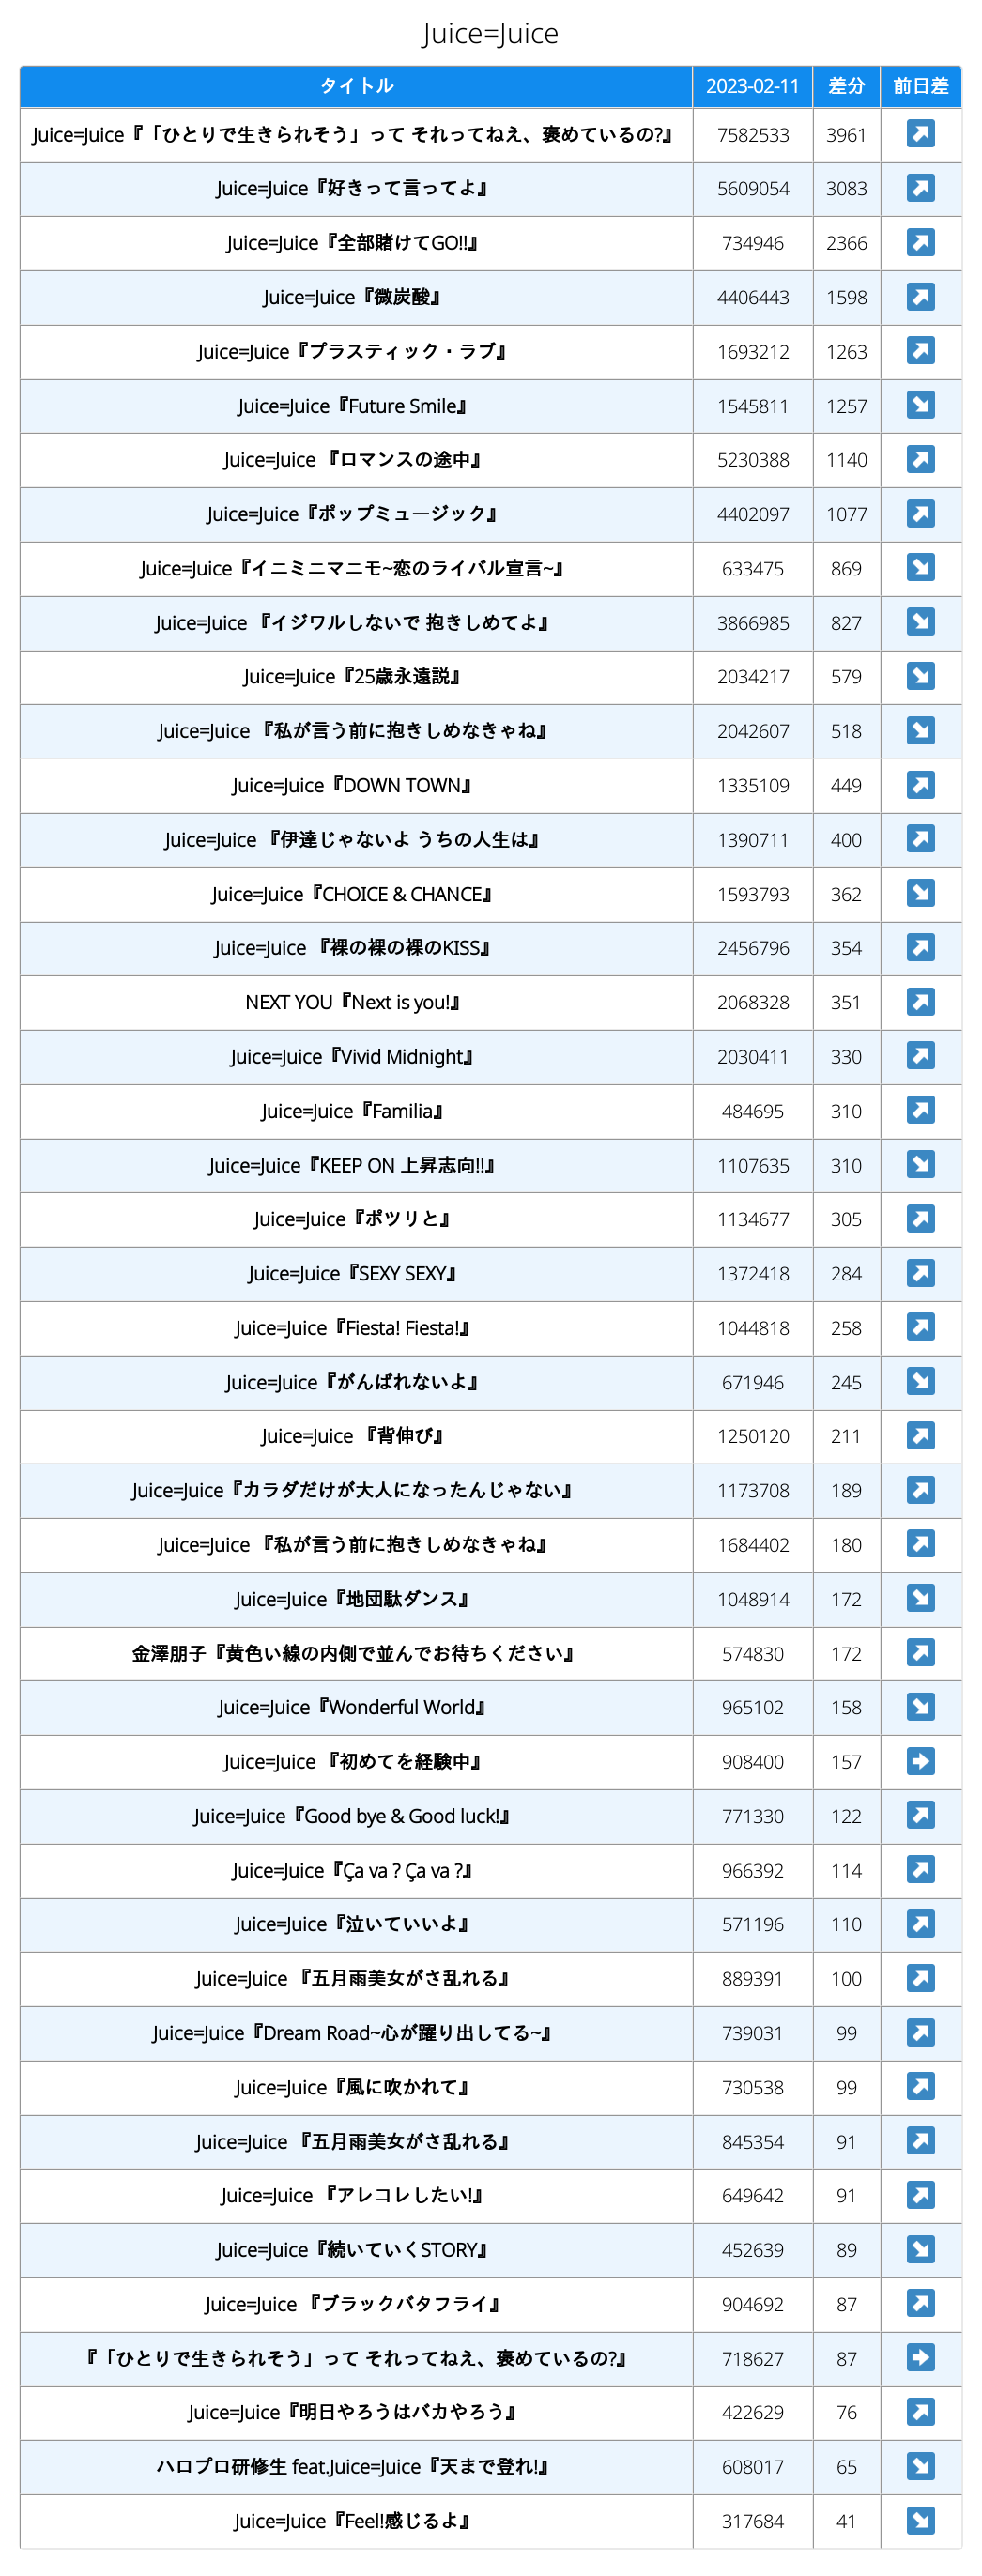 Juice=Juice
タイトル 2023-02-11 差分 前日差
Juice=Juice『「ひとりで生きられそう」って それってねえ、褒めているの?』 7582533 3961 ↗
Juice=Juice『好きって言ってよ』 5609054 3083 ↗
Juice=Juice『全部賭けてGO!!』 734946 2366 ↗
Juice=Juice『微炭酸』 4406443 1598 ↗
Juice=Juice『プラスティック・ラブ』 1693212 1263 ↗
Juice=Juice『Future Smile』 1545811 1257 ↘
Juice=Juice 『ロマンスの途中』 5230388 1140 ↗
Juice=Juice『ポップミュージック』 4402097 1077 ↗
Juice=Juice『イニミニマニモ~恋のライバル宣言~』 633475 869 ↘
Juice=Juice 『イジワルしないで 抱きしめてよ』 3866985 827 ↘
Juice=Juice『25歳永遠説』 2034217 579 ↘
Juice=Juice 『私が言う前に抱きしめなきゃね』 2042607 518 ↘
Juice=Juice『DOWN TOWN』 1335109 449 ↗
Juice=Juice 『伊達じゃないよ うちの人生は』 1390711 400 ↗
Juice=Juice『CHOICE & CHANCE』 1593793 362 ↘
Juice=Juice 『裸の裸の裸のKISS』 2456796 354 ↗
NEXT YOU『Next is you!』 2068328 351 ↗
Juice=Juice『Vivid Midnight』 2030411 330 ↗
Juice=Juice『Familia』 484695 310 ↗
Juice=Juice『KEEP ON 上昇志向!!』 1107635 310 ↘
Juice=Juice『ポツリと』 1134677 305 ↗
Juice=Juice『SEXY SEXY』 1372418 284 ↗
Juice=Juice『Fiesta! Fiesta!』 1044818 258 ↗
Juice=Juice『がんばれないよ』 671946 245 ↘
Juice=Juice 『背伸び』 1250120 211 ↗
Juice=Juice『カラダだけが大人になったんじゃない』 1173708 189 ↗
Juice=Juice 『私が言う前に抱きしめなきゃね』 1684402 180 ↗
Juice=Juice『地団駄ダンス』 1048914 172 ↘
金澤朋子『黄色い線の内側で並んでお待ちください』 574830 172 ↗
Juice=Juice『Wonderful World』 965102 158 ↘
Juice=Juice 『初めてを経験中』 908400 157 ➡
Juice=Juice『Good bye & Good luck!』 771330 122 ↗
Juice=Juice『Ça va ? Ça va ?』 966392 114 ↗
Juice=Juice『泣いていいよ』 571196 110 ↗
Juice=Juice 『五月雨美女がさ乱れる』 889391 100 ↗
Juice=Juice『Dream Road~心が躍り出してる~』 739031 99 ↗
Juice=Juice『風に吹かれて』 730538 99 ↗
Juice=Juice 『五月雨美女がさ乱れる』 845354 91 ↗
Juice=Juice 『アレコレしたい!』 649642 91 ↗
Juice=Juice『続いていくSTORY』 452639 89 ↘
Juice=Juice 『ブラックバタフライ』 904692 87 ↗
『「ひとりで生きられそう」って それってねえ、褒めているの?』 718627 87 ➡
Juice=Juice『明日やろうはバカやろう』 422629 76 ↗
ハロプロ研修生 feat.Juice=Juice『天まで登れ!』 608017 65 ↘
Juice=Juice『Feel!感じるよ』 317684 41 ↘